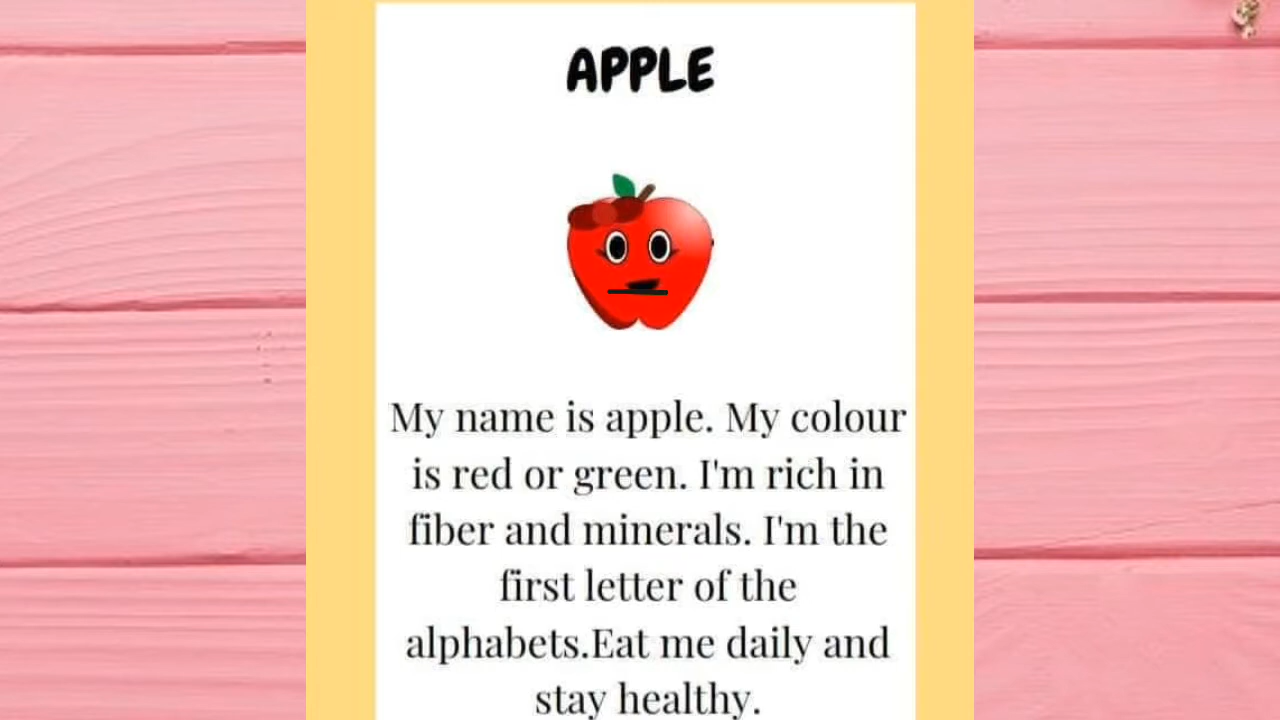 APPLE
My name is apple. My colour
is red or green. I'm rich in
fiber and minerals. I'm the
first letter of the
alphabets.Eat me daily and
stay healthy.